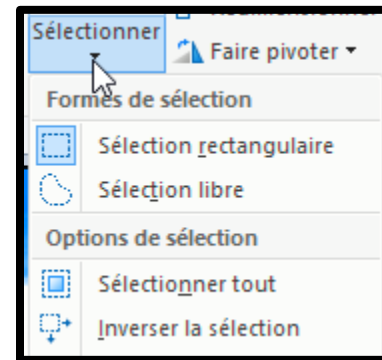 Sélectionner
Faire pivoter
Formes de sélection
Sélection rectangulaire
Sélection libre
Options de sélection
Sélectionner tout
Inverser la sélection